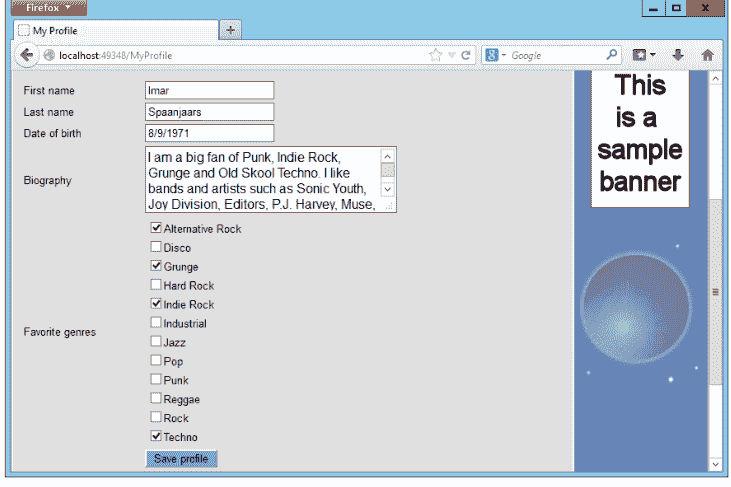 Firefox
My Profile
localhost:49348/MyProfile
Google
First name Imar
Last name Spaanjaars
Date of birth 8/9/1971
Biography
I am a big fan of Punk, Indie Rock,
Grunge and Old Skool Techno. I like
bands and artists such as Sonic Youth,
Joy Division, Editors, P.J. Harvey, Muse,
Favorite genres
Alternative Rock
Disco
Grunge
Hard Rock
Indie Rock
Industrial
Jazz
Pop
Punk
Reggae
Rock
Techno
Save profile
This
is a
sample
banner